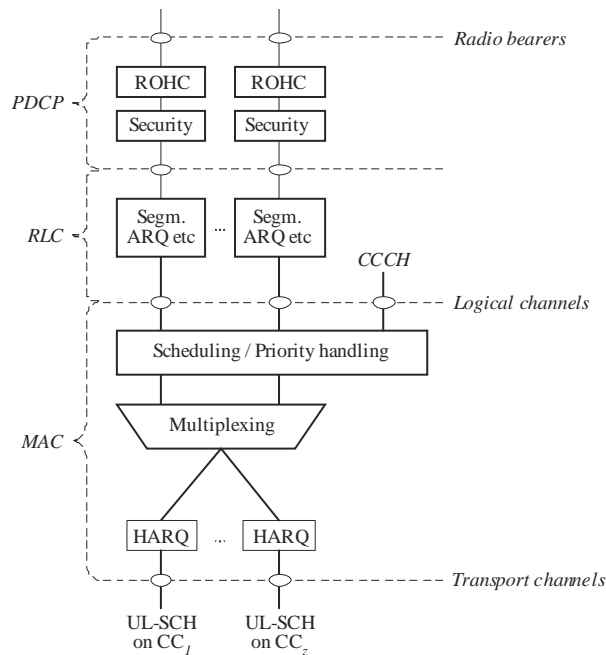 Radio bearers
ROHC
ROHC
PDCP
Security
Security
Segm.
ARQ etc
...
Segm.
ARQ etc
RLC
CCCH
Logical channels
Scheduling / Priority handling
Multiplexing
MAC
HARQ
...
HARQ
Transport channels
UL-SCH
on CC1
UL-SCH
on CCz